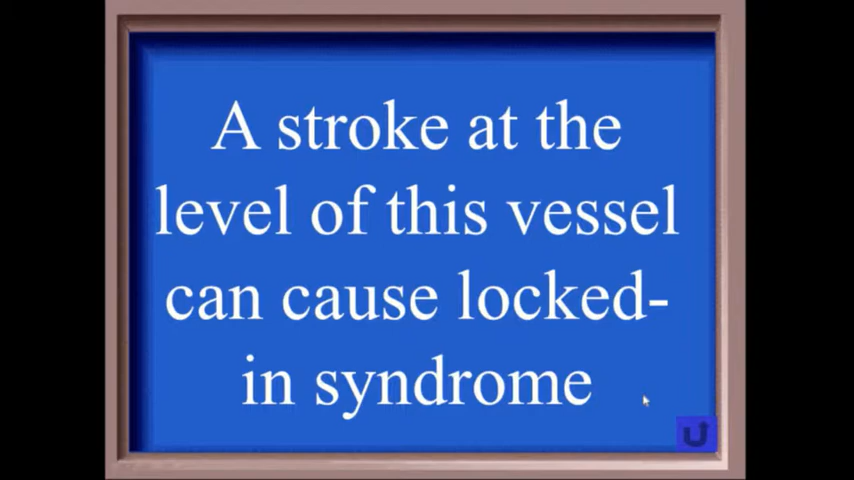 A stroke at the
level of this vessel
can cause locked-
in syndrome